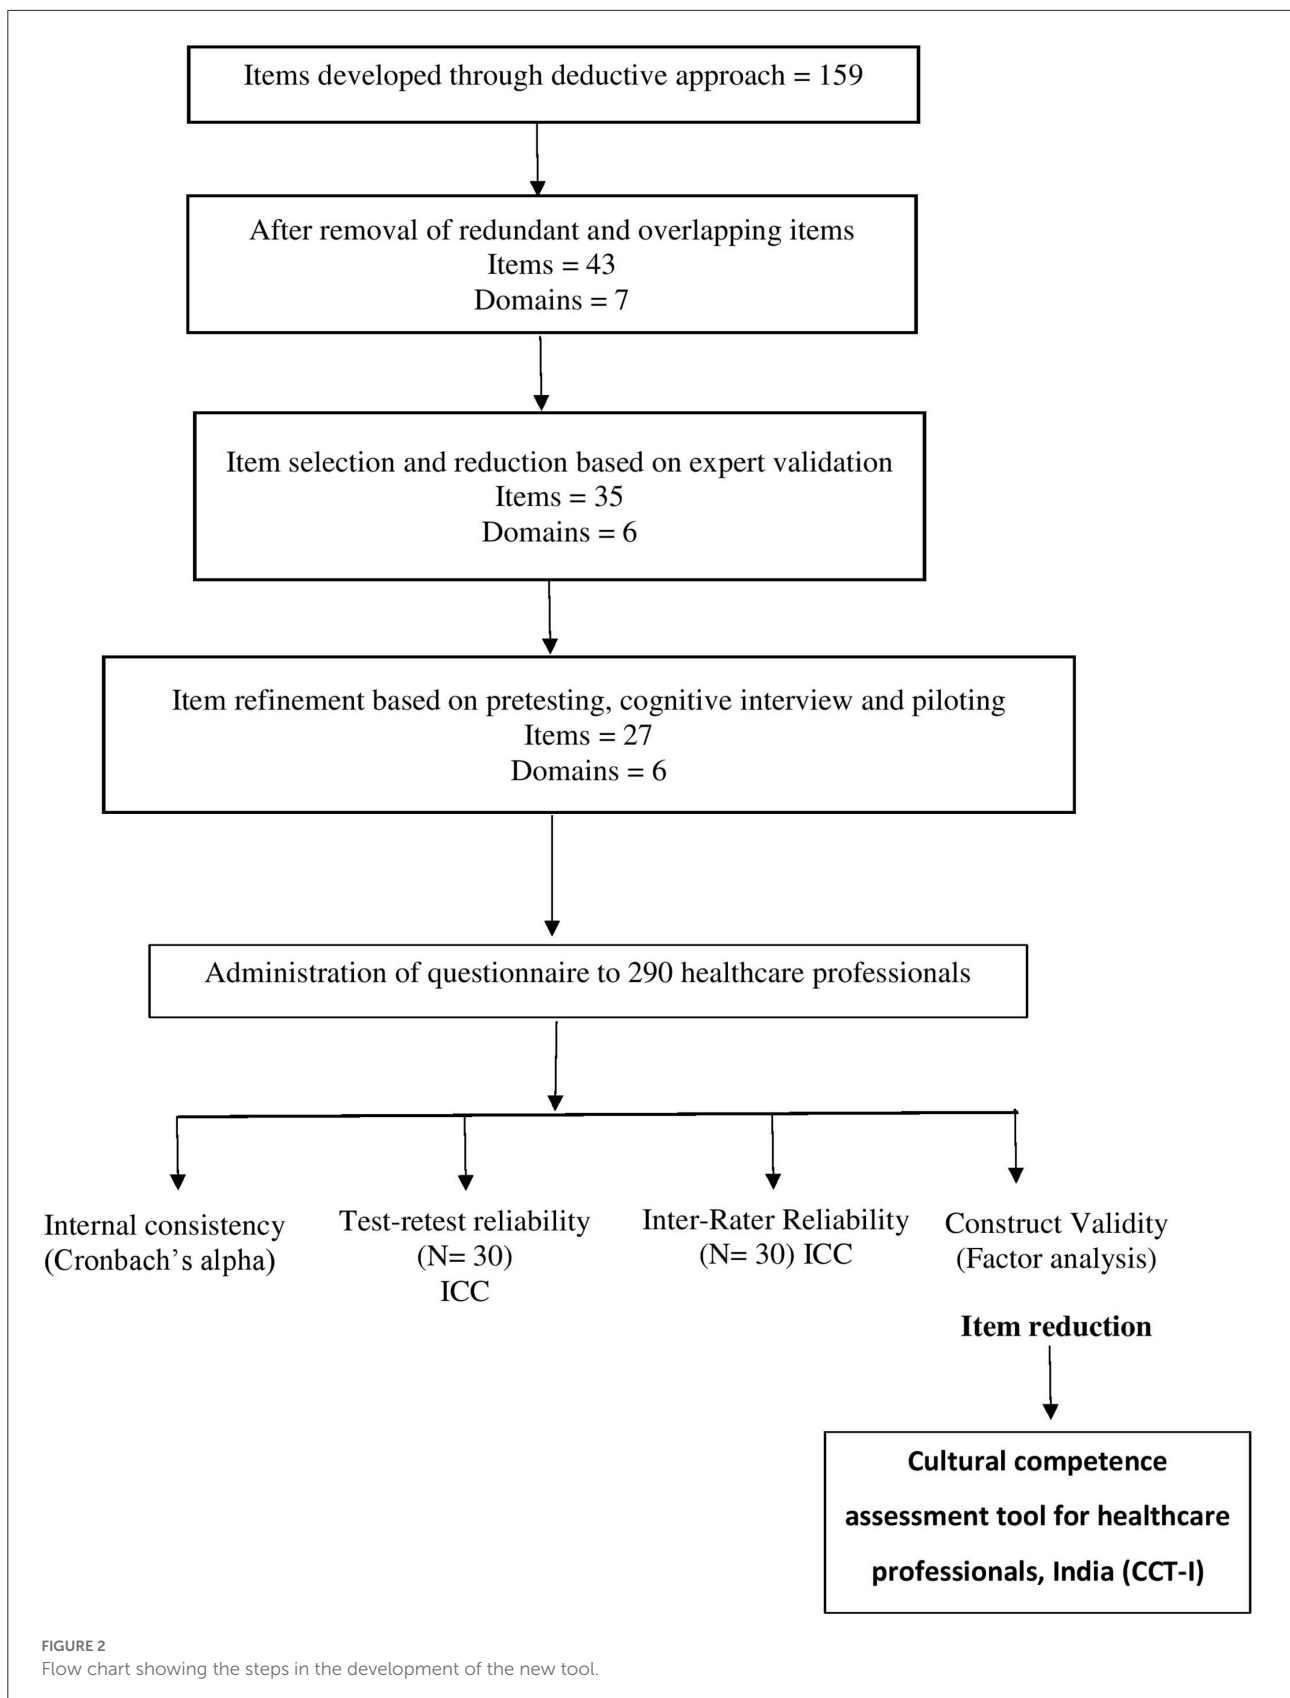 Items developed through deductive approach = 159
After removal of redundant and overlapping items
Items = 43
Domains = 7
Item selection and reduction based on expert validation
Items = 35
Domains = 6
Item refinement based on pretesting, cognitive interview and piloting
Items = 27
Domains = 6
Administration of questionnaire to 290 healthcare professionals
Internal consistency
(Cronbach's alpha)
Test-retest reliability
(N= 30)
ICC
Inter-Rater Reliability
(N= 30) ICC
Construct Validity
(Factor analysis)
Item reduction
Cultural competence
assessment tool for healthcare
professionals, India (CCT-I)
FIGURE 2
Flow chart showing the steps in the development of the new tool.